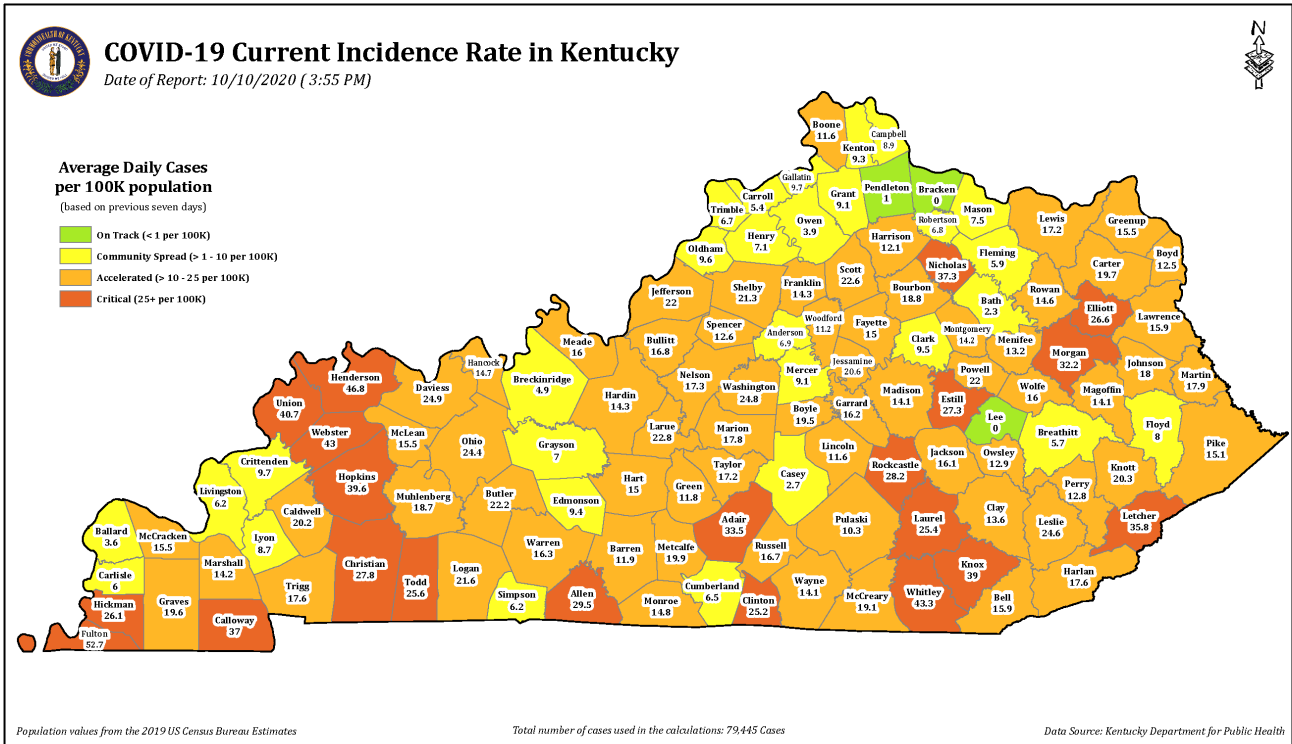 COVID-19 Current Incidence Rate in Kentucky
Date of Report: 10/10/2020 ( 3:55 PM)
N
Average Daily Cases
per 100K population
(based on previous seven days)
On Track (< 1 per 100K)
Community Spread (> 1 - 10 per 100K)
Accelerated (> 10 - 25 per 100K)
Critical (25+ per 100K)
Boone
11.6
Kenton
9.3
Campbell
8.9
Gallatin
9.7
Carroll
5.4
Trimble
6.7
Grant
9.1
Pendleton
1
Bracken
0
Mason
7.5
Robertson
6.8
Owen
3.9
Henry
7.1
Oldham
9.6
Harrison
12.1
Lewis
17.2
Greenup
15.5
Boyd
12.5
Fleming
5.9
Nicholas
37.3
Carter
19.7
Scott
22.6
Franklin
14.3
Shelby
21.3
Jefferson
22
Bourbon
18.8
Bath
2.3
Rowan
14.6
Elliott
26.6
Lawrence
15.9
Woodford
11.2
Fayette
15
Spencer
12.6
Anderson
6.9
Clark
9.5
Montgomery
14.2
Menifee
13.2
Morgan
32.2
Meade
16
Bullitt
16.8
Johnson
18
Martin
17.9
Hancock
14.7
Breckinridge
4.9
Nelson
17.3
Washington
24.8
Mercer
9.1
Jessamine
20.6
Madison
14.1
Powell
22
Estill
27.3
Wolfe
16
Magoffin
14.1
Henderson
46.8
Daviess
24.9
Union
40.7
Hardin
14.3
Boyle
19.5
Garrard
16.2
Lee
0
Breathitt
5.7
Floyd
8
Pike
15.1
Webster
43
McLean
15.5
Ohio
24.4
Grayson
7
Larue
22.8
Marion
17.8
Lincoln
11.6
Rockcastle
28.2
Jackson
16.1
Owsley
12.9
Knott
20.3
Perry
12.8
Crittenden
9.7
Hopkins
39.6
Livingston
6.2
Muhlenberg
18.7
Butler
22.2
Edmonson
9.4
Hart
15
Green
11.8
Taylor
17.2
Casey
2.7
Caldwell
20.2
Lyon
8.7
Adair
33.5
Pulaski
10.3
Laurel
25.4
Clay
13.6
Leslie
24.6
Letcher
35.8
Ballard
3.6
McCracken
15.5
Warren
16.3
Barren
11.9
Metcalfe
19.9
Russell
16.7
Carlisle
6
Marshall
14.2
Christian
27.8
Todd
25.6
Logan
21.6
Trigg
17.6
Simpson
6.2
Allen
29.5
Monroe
14.8
Cumberland
6.5
Clinton
25.2
Wayne
14.1
McCreary
19.1
Whitley
43.3
Knox
39
Bell
15.9
Harlan
17.6
Hickman
26.1
Graves
19.6
Calloway
37
Fulton
52.7
Population values from the 2019 US Census Bureau Estimates
Total number of cases used in the calculations: 79,445 Cases
Data Source: Kentucky Department for Public Health